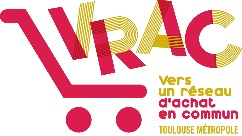 VRAC
Vers
un réseau
d'achat
en commun
TOULOUSE MÉTROPOLE